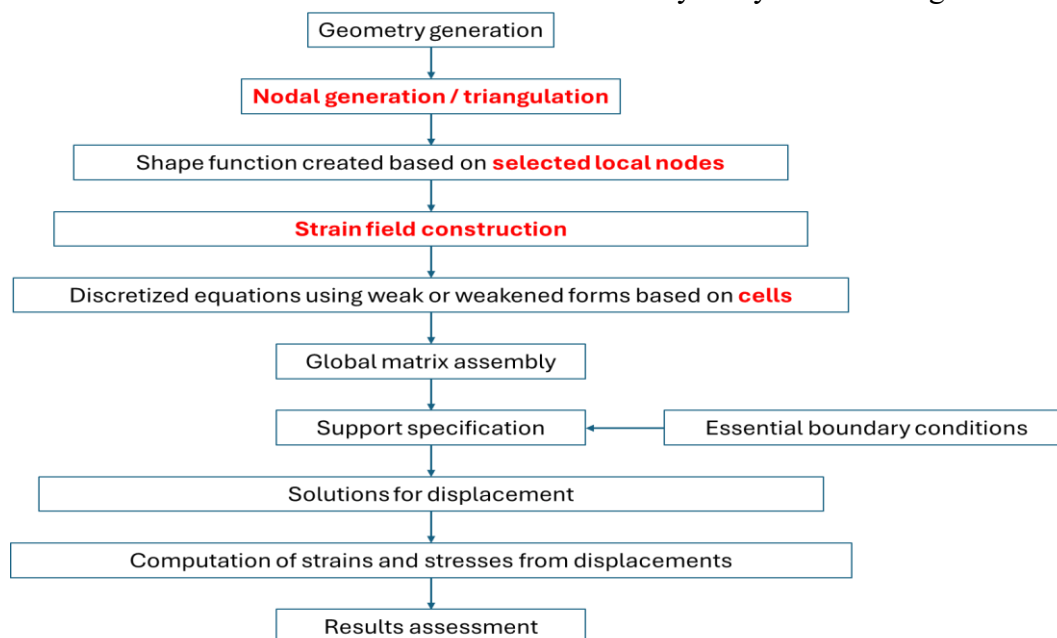 Geometry generation
Nodal generation / triangulation
Shape function created based on selected local nodes
Strain field construction
Discretized equations using weak or weakened forms based on cells
Global matrix assembly
Support specification
Essential boundary conditions
Solutions for displacement
Computation of strains and stresses from displacements
Results assessment